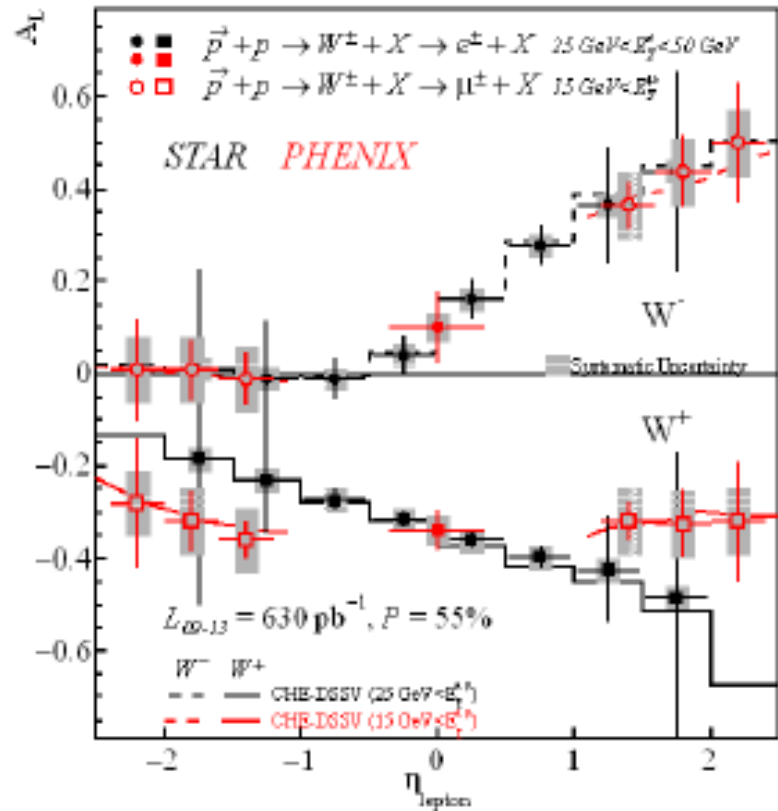 A_L
p⃗ + p → W^± + X → e^± + X 25 GeV<E_T^e<50 GeV
p⃗ + p → W^± + X → μ^± + X 15 GeV<E_T^μ
0.6
STAR PHENIX
0.4
0.2
W^-
0
Systematic Uncertainty
W^+
−0.2
−0.4
L_09-13 = 630 pb^−1, P = 55%
−0.6
W^− W^+
CHE-DSSV (25 GeV<E_T)
CHE-DSSV (15 GeV<E_T)
−2 −1 0 1 2
η_lepton